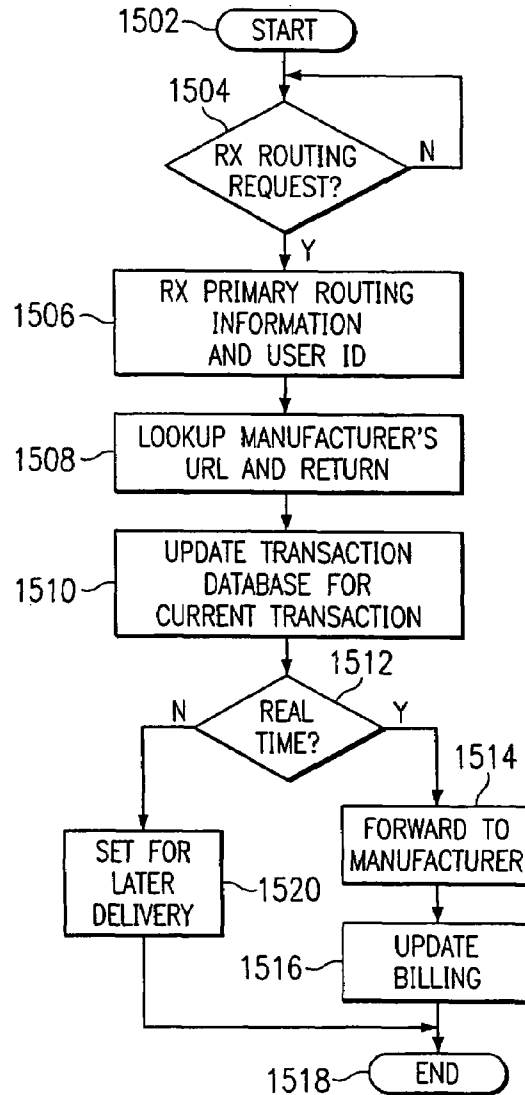 1502
START
1504
RX ROUTING
REQUEST?
N
Y
1506
RX PRIMARY ROUTING
INFORMATION
AND USER ID
1508
LOOKUP MANUFACTURER'S
URL AND RETURN
1510
UPDATE TRANSACTION
DATABASE FOR
CURRENT TRANSACTION
1512
N
REAL
TIME?
Y
1514
FORWARD TO
MANUFACTURER
SET FOR
LATER
DELIVERY
1520
1516
UPDATE
BILLING
1518
END